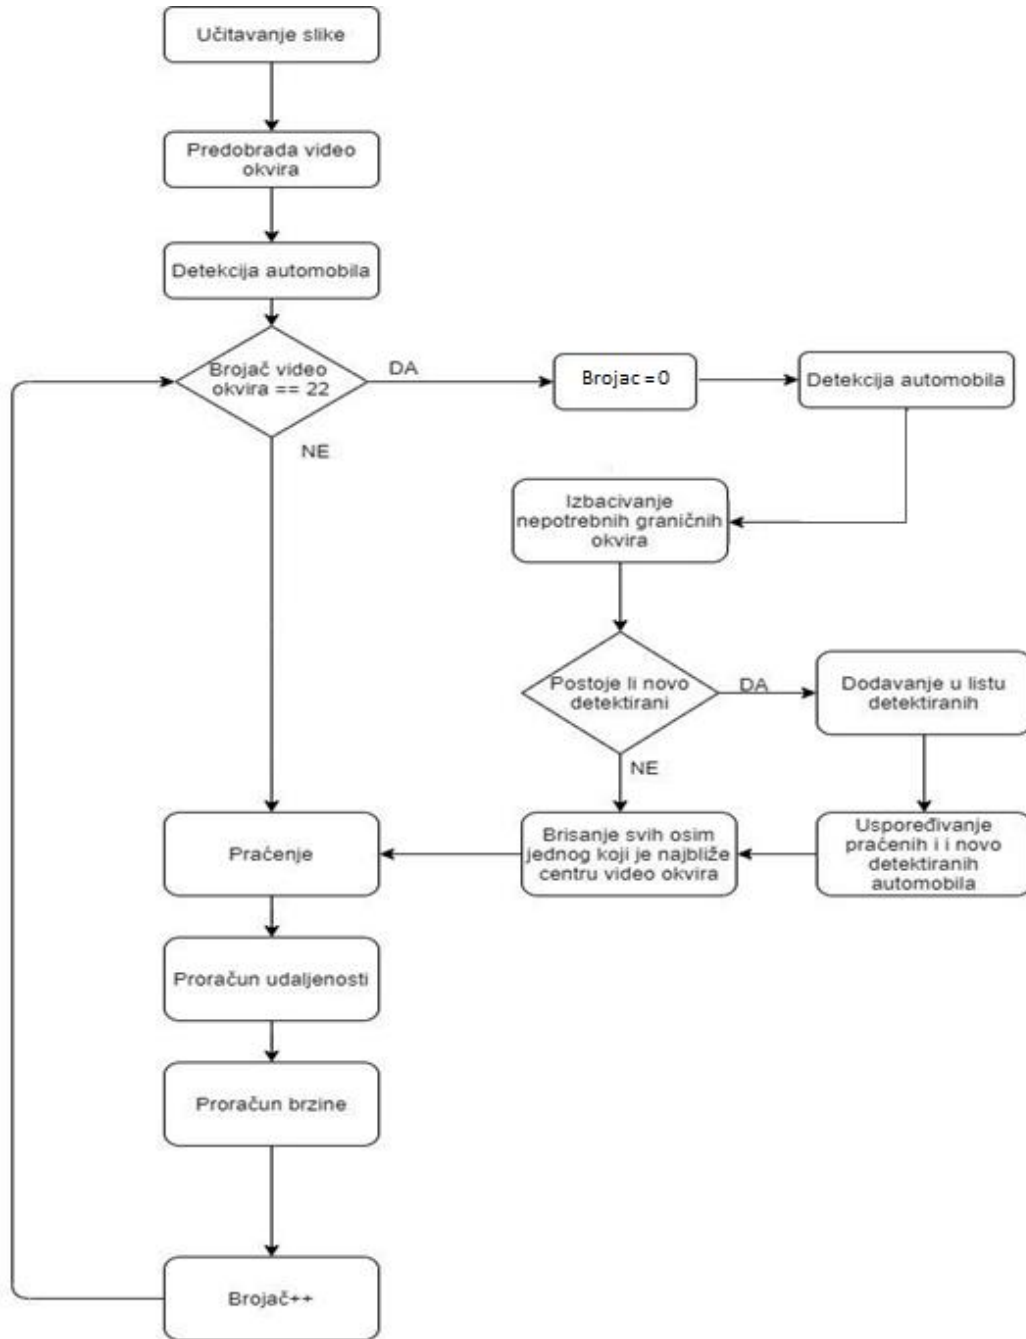 Učitavanje slike
Predobrada video
okvira
Detekcija automobila
Brojač video
okvira == 22
DA
NE
Brojac = 0
Detekcija automobila
Izbacivanje
nepotrebnih graničnih
okvira
Postoje li novo
detektirani
DA
NE
Dodavanje u listu
detektiranih
Uspoređivanje
praćenih i i novo
detektiranih
automobila
Brisanje svih osim
jednog koji je najbliže
centru video okvira
Praćenje
Proračun udaljenosti
Proračun brzine
Brojač++